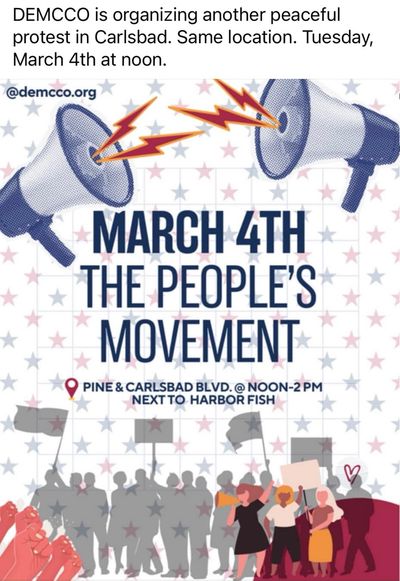 DEMCCO is organizing another peaceful
protest in Carlsbad. Same location. Tuesday,
March 4th at noon.
@demcco.org
MARCH 4TH
THE PEOPLE'S
MOVEMENT
PINE & CARLSBAD BLVD. @ NOON-2 PM
NEXT TO HARBOR FISH